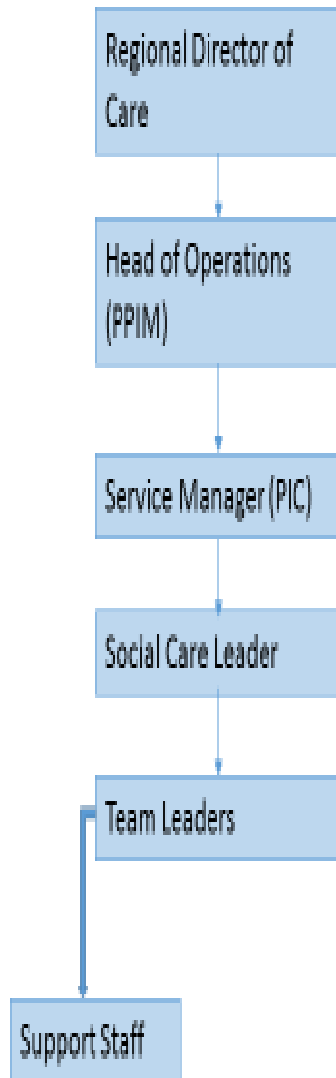 Regional Director of
Care
Head of Operations
(PPIM)
Service Manager (PIC)
Social Care Leader
Team Leaders
Support Staff